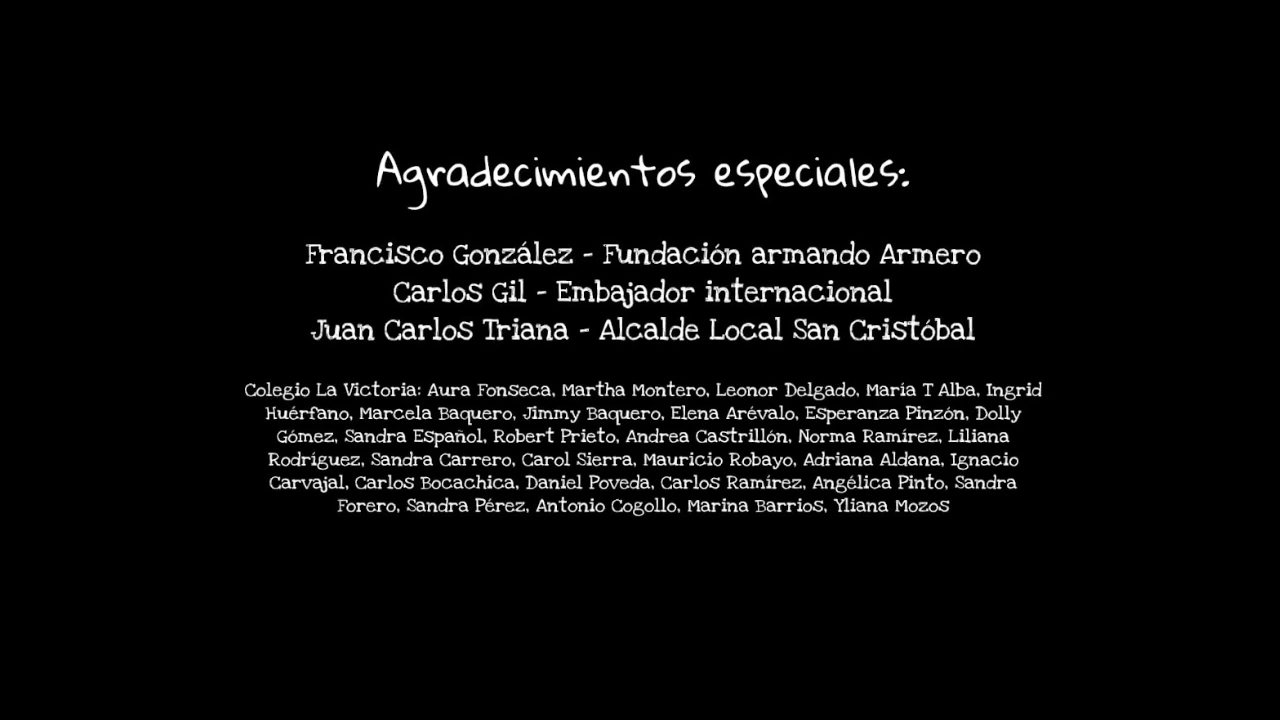 Agradecimientos especiales:
Francisco González - Fundación armando Armero
Carlos Gil - Embajador internacional
Juan Carlos Triana - Alcalde Local San Cristóbal
Colegio La Victoria: Aura Fonseca, Martha Montero, Leonor Delgado, María T Alba, Ingrid
Huérfano, Marcela Baquero, Jimmy Baquero, Elena Arévalo, Esperanza Pinzón, Dolly
Gómez, Sandra Español, Robert Prieto, Andrea Castrillón, Norma Ramírez, Liliana
Rodríguez, Sandra Carrero, Carol Sierra, Mauricio Robayo, Adriana Aldana, Ignacio
Carvajal, Carlos Bocachica, Daniel Poveda, Carlos Ramírez, Angélica Pinto, Sandra
Forero, Sandra Pérez, Antonio Cogollo, Marina Barrios, Yliana Mozos